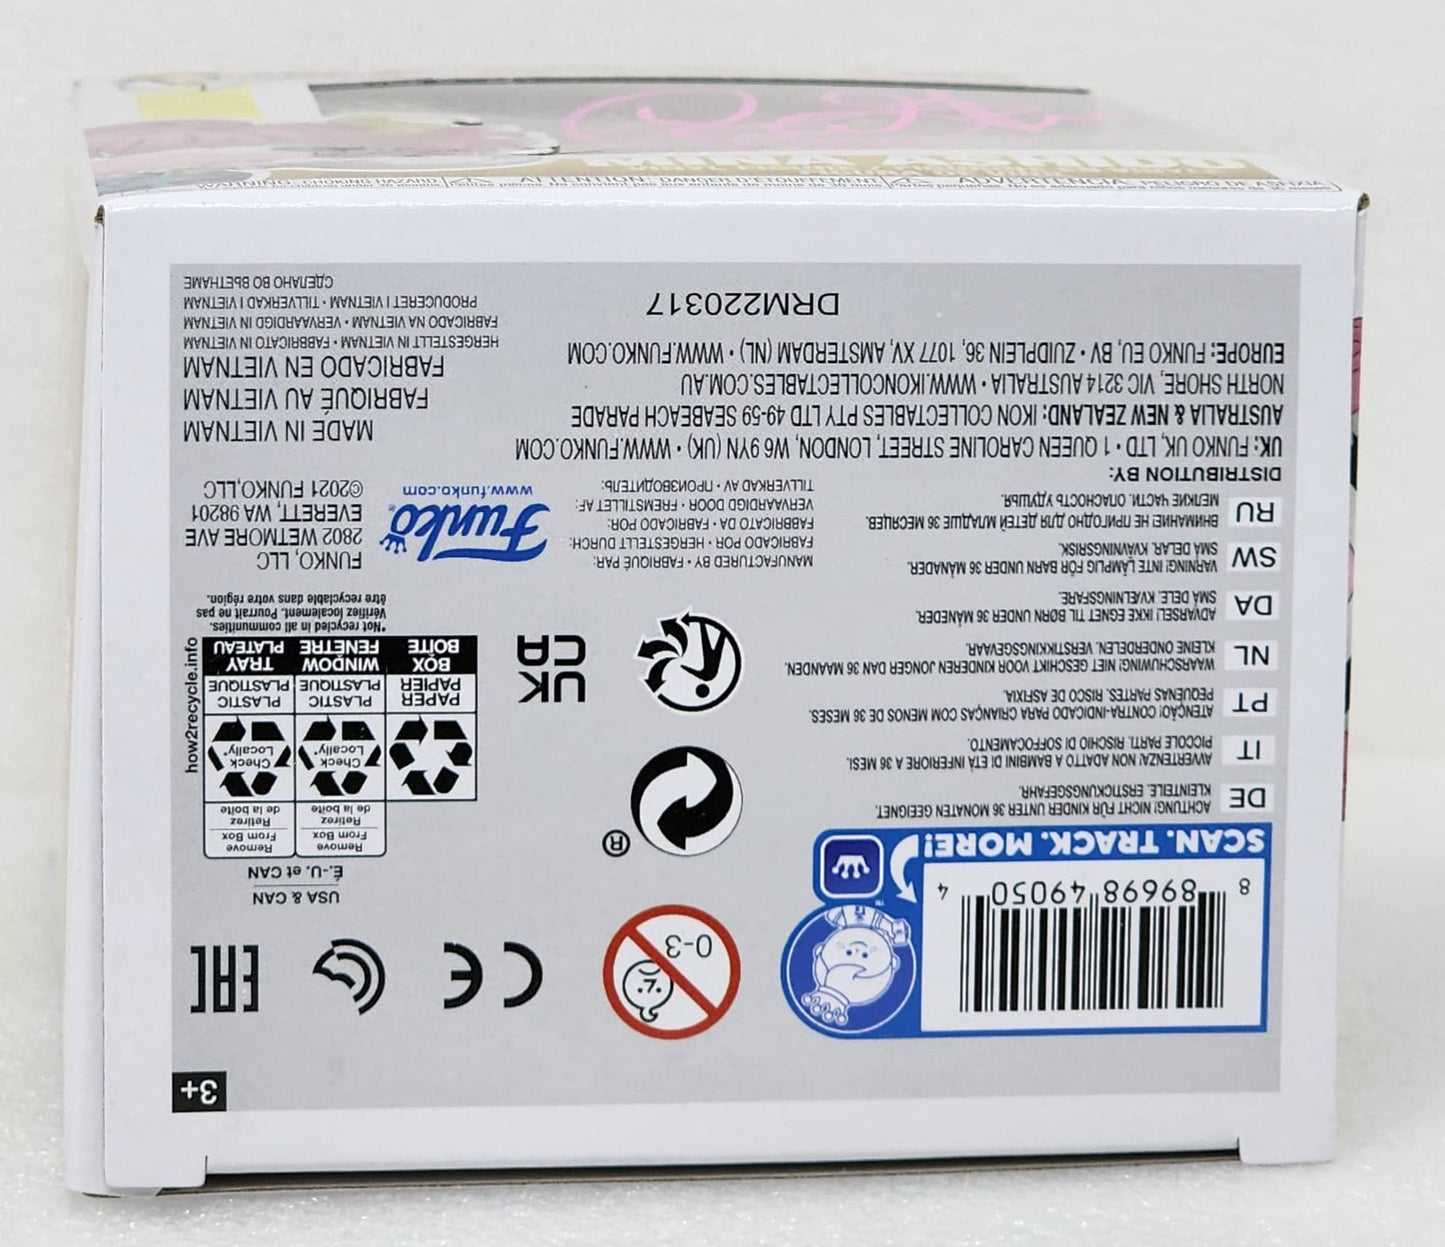 3+
SCAN. TRACK. MORE!
8 89698 49050 4
0-3
CE
EAC
USA & CAN
É.-U. et CAN
Remove From Box
Retirez de la boîte
Remove From Box
Retirez de la boîte
Check Locally*
Check Locally*
PAPER PAPIER
PLASTIC PLASTIQUE
PLASTIC PLASTIQUE
BOX BOÎTE
WINDOW FENÊTRE
TRAY PLATEAU
how2recycle.info
*Not recycled in all communities.
Vérifiez localement. Pourrait ne pas
être recyclable dans votre région.
®
UK
CA
DE
ACHTUNG! NICHT FÜR KINDER UNTER 36 MONATEN GEEIGNET.
KLEINTEILE. ERSTICKUNGSGEFAHR.
IT
AVVERTENZA! NON ADATTO A BAMBINI DI ETÀ INFERIORE A 36 MESI.
PICCOLE PARTI. RISCHIO DI SOFFOCAMENTO.
PT
ATENÇÃO! CONTRA-INDICADO PARA CRIANÇAS COM MENOS DE 36 MESES.
PEQUENAS PARTES. RISCO DE ASFIXIA.
NL
WAARSCHUWING! NIET GESCHIKT VOOR KINDEREN JONGER DAN 36 MAANDEN.
KLEINE ONDERDELEN. VERSTIKKINGSGEVAAR.
DA
ADVARSEL! IKKE EGNET TIL BØRN UNDER 36 MÅNEDER.
SMÅ DELE. KVÆLNINGSFARE.
SW
VARNING! INTE LÄMPLIG FÖR BARN UNDER 36 MÅNADER.
SMÅ DELAR. KVÄVNINGSRISK.
RU
ВНИМАНИЕ НЕ ПРИГОДНО ДЛЯ ДЕТЕЙ МЛАДШЕ 36 МЕСЯЦЕВ.
МЕЛКИЕ ЧАСТИ. ОПАСНОСТЬ УДУШЬЯ.
MANUFACTURED BY • FABRIQUÉ PAR:
FABRICADO POR • HERGESTELLT DURCH:
FABBRICATO DA • FABRICADO POR:
VERVAARDIGD DOOR • FREMSTILLET AF:
TILLVERKAD AV • ПРОИЗВОДИТЕЛЬ:
Funko
www.funko.com
FUNKO, LLC
2802 WETMORE AVE
EVERETT, WA 98201
©2021 FUNKO,LLC
DISTRIBUTION BY:
UK: FUNKO UK, LTD • 1 QUEEN CAROLINE STREET, LONDON, W6 9YN (UK) • WWW.FUNKO.COM
AUSTRALIA & NEW ZEALAND: IKON COLLECTABLES PTY LTD 49-59 SEABEACH PARADE
NORTH SHORE, VIC 3214 AUSTRALIA • WWW.IKONCOLLECTABLES.COM.AU
EUROPE: FUNKO EU, BV • ZUIDPLEIN 36, 1077 XV, AMSTERDAM (NL) • WWW.FUNKO.COM
DRM220317
MADE IN VIETNAM
FABRIQUÉ AU VIETNAM
FABRICADO EN VIETNAM
HERGESTELLT IN VIETNAM • FABBRICATO IN VIETNAM
FABRICADO NA VIETNAM • VERVAARDIGD IN VIETNAM
PRODUCERET I VIETNAM • TILLVERKAD I VIETNAM
СДЕЛАНО ВО ВЬЕТНАМЕ